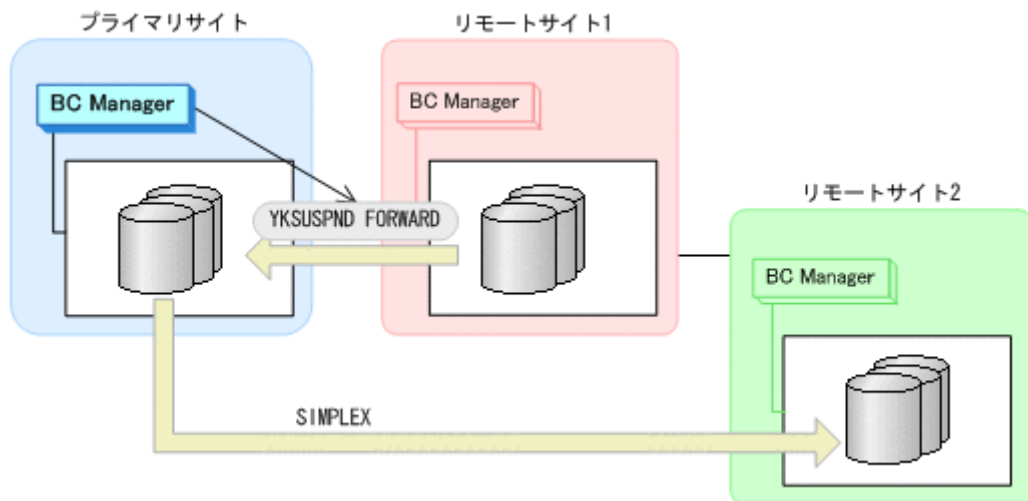 プライマリサイト
リモートサイト1
BC Manager
BC Manager
リモートサイト2
YKSUSPND FORWARD
BC Manager
SIMPLEX